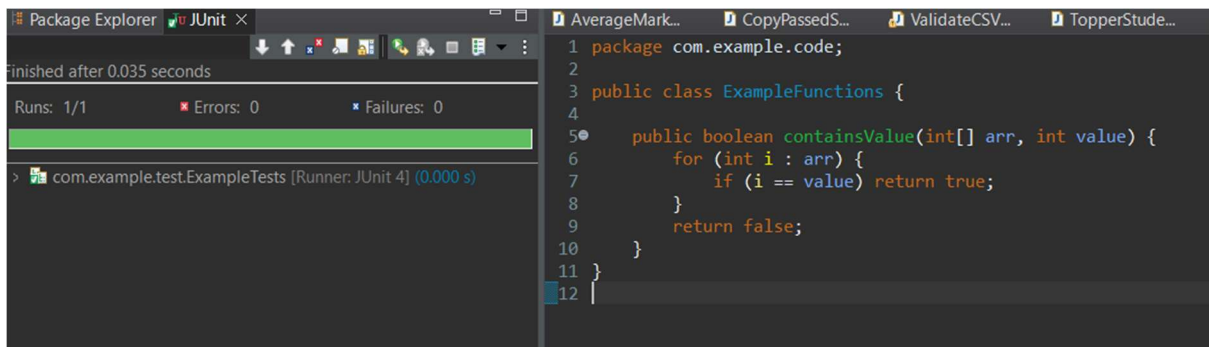 Package Explorer JUnit
Finished after 0.035 seconds
Runs: 1/1 Errors: 0 Failures: 0
com.example.test.ExampleTests [Runner: JUnit 4] (0.000 s)
AverageMark... CopyPassedS... ValidateCSV... TopperStude...
1 package com.example.code;
2
3 public class ExampleFunctions {
4
5 public boolean containsValue(int[] arr, int value) {
6 for (int i : arr) {
7 if (i == value) return true;
8 }
9 return false;
10 }
11 }
12